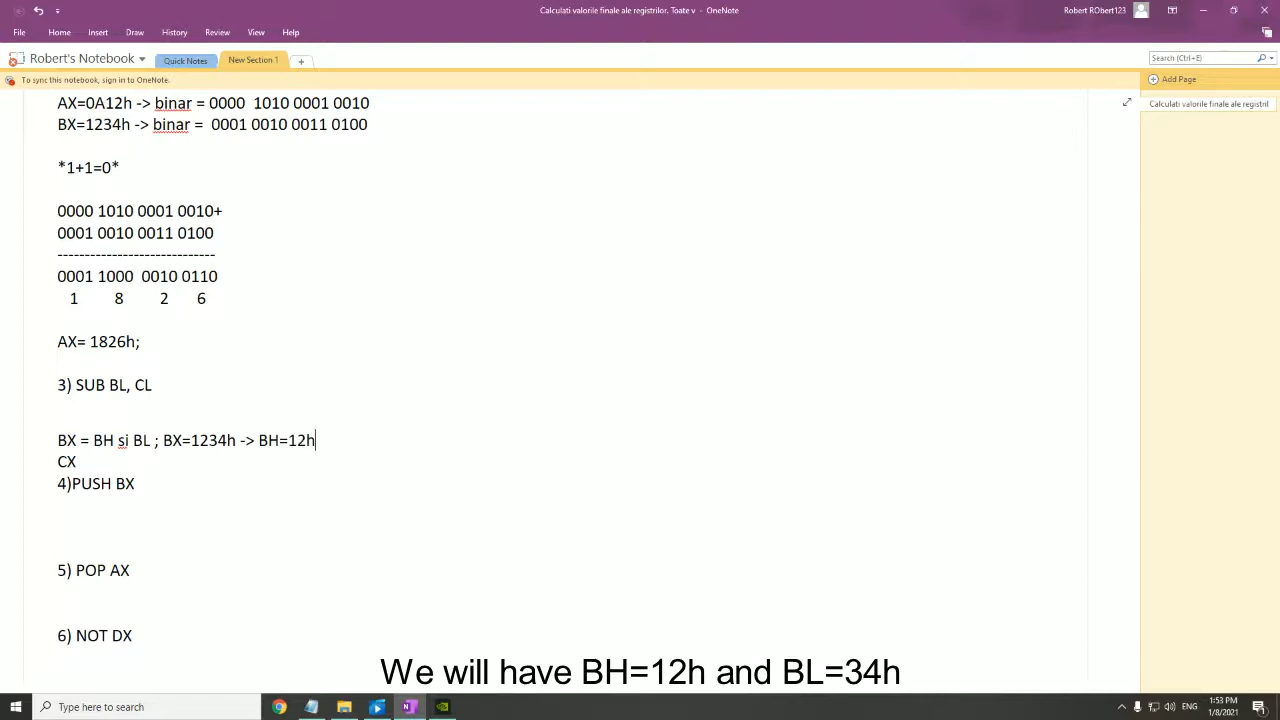 Calculati valorile finale ale registrilor. Toate v - OneNote
Robert RObert123
File Home Insert Draw History Review View Help
Robert's Notebook Quick Notes New Section 1
Search (Ctrl+E)
To sync this notebook, sign in to OneNote.
Add Page
Calculati valorile finale ale registril
AX=0A12h -> binar = 0000 1010 0001 0010
BX=1234h -> binar = 0001 0010 0011 0100
*1+1=0*
0000 1010 0001 0010+
0001 0010 0011 0100
-----------------------------
0001 1000 0010 0110
1 8 2 6
AX= 1826h;
3) SUB BL, CL
BX = BH si BL ; BX=1234h -> BH=12h
CX
4)PUSH BX
5) POP AX
6) NOT DX
We will have BH=12h and BL=34h
Type here to search
ENG
1:53 PM
1/8/2021